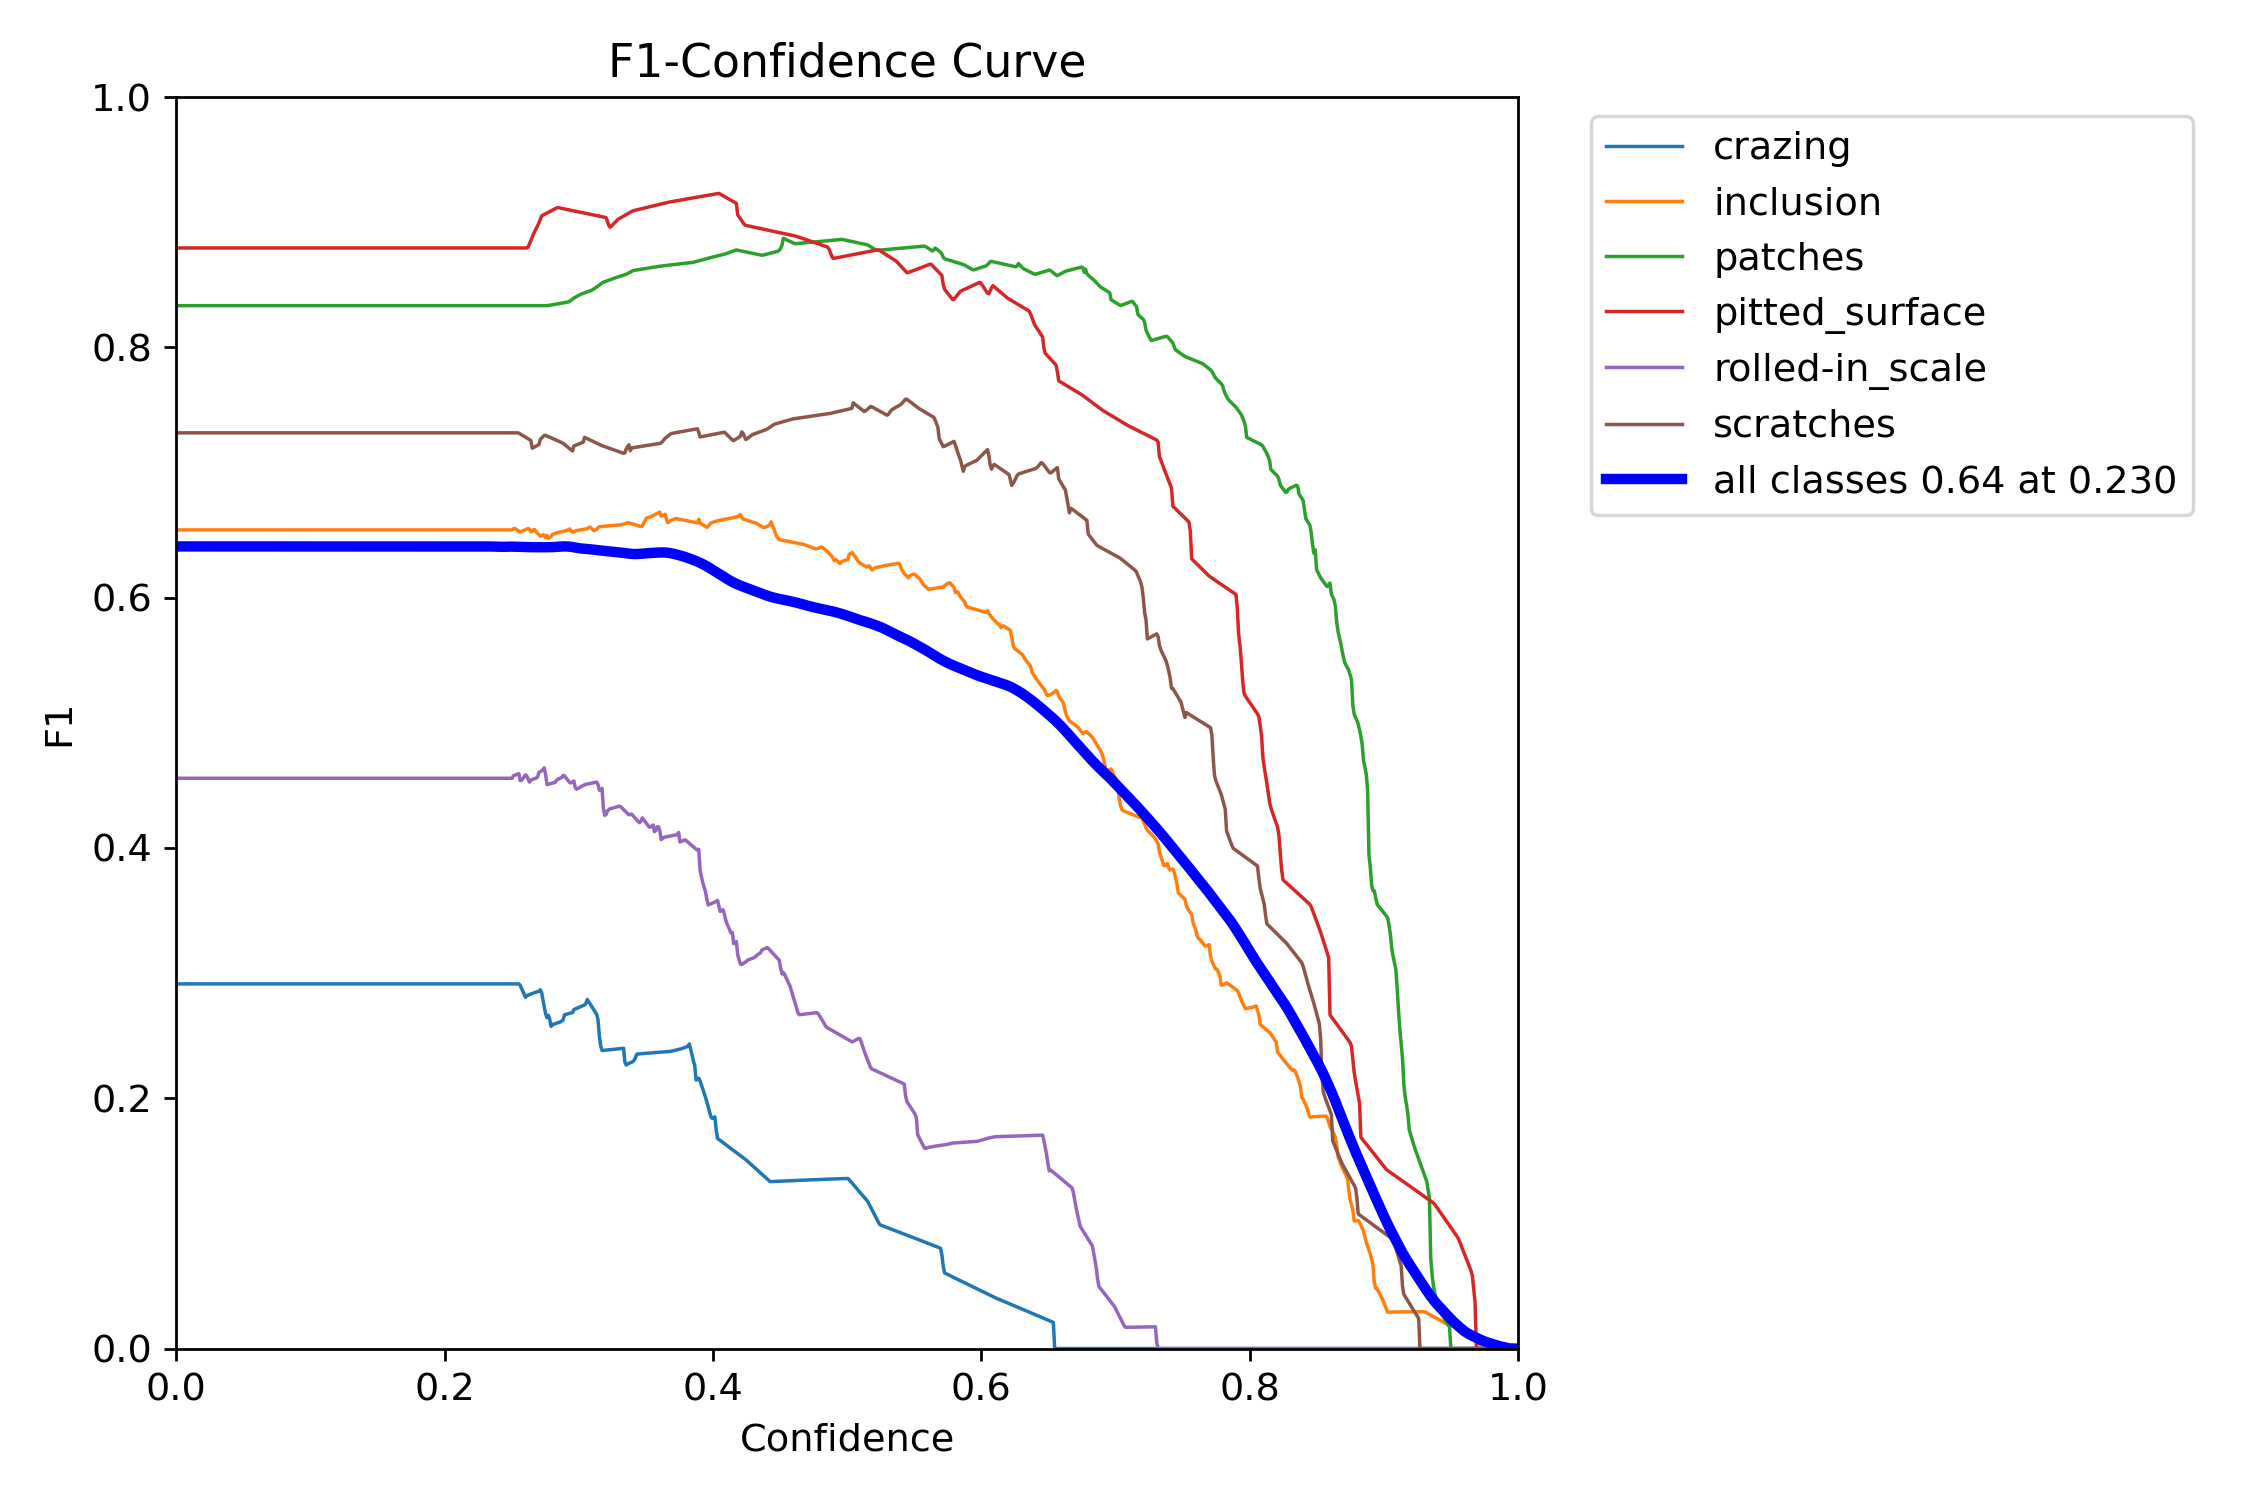 F1-Confidence Curve
1.0
0.8
0.6
0.4
0.2
0.0
F1
0.0 0.2 0.4 0.6 0.8 1.0
Confidence
crazing
inclusion
patches
pitted_surface
rolled-in_scale
scratches
all classes 0.64 at 0.230